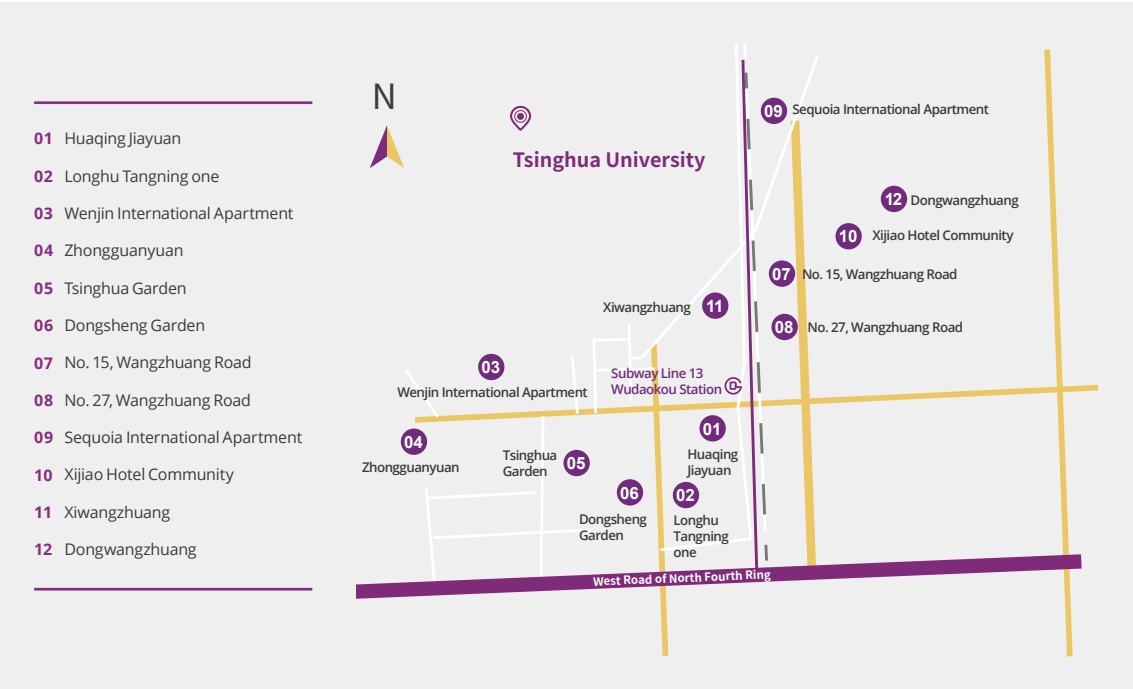 01 Huaqing Jiayuan
02 Longhu Tangning one
03 Wenjin International Apartment
04 Zhongguanyuan
05 Tsinghua Garden
06 Dongsheng Garden
07 No. 15, Wangzhuang Road
08 No. 27, Wangzhuang Road
09 Sequoia International Apartment
10 Xijiao Hotel Community
11 Xiwangzhuang
12 Dongwangzhuang
N
Tsinghua University
09 Sequoia International Apartment
12 Dongwangzhuang
10 Xijiao Hotel Community
07 No. 15, Wangzhuang Road
Xiwangzhuang 11
08 No. 27, Wangzhuang Road
03
Wenjin International Apartment
Subway Line 13
Wudaokou Station
04
Zhongguanyuan
Tsinghua
Garden
05
01
Huaqing
Jiayuan
06
Dongsheng
Garden
02
Longhu
Tangning
one
West Road of North Fourth Ring